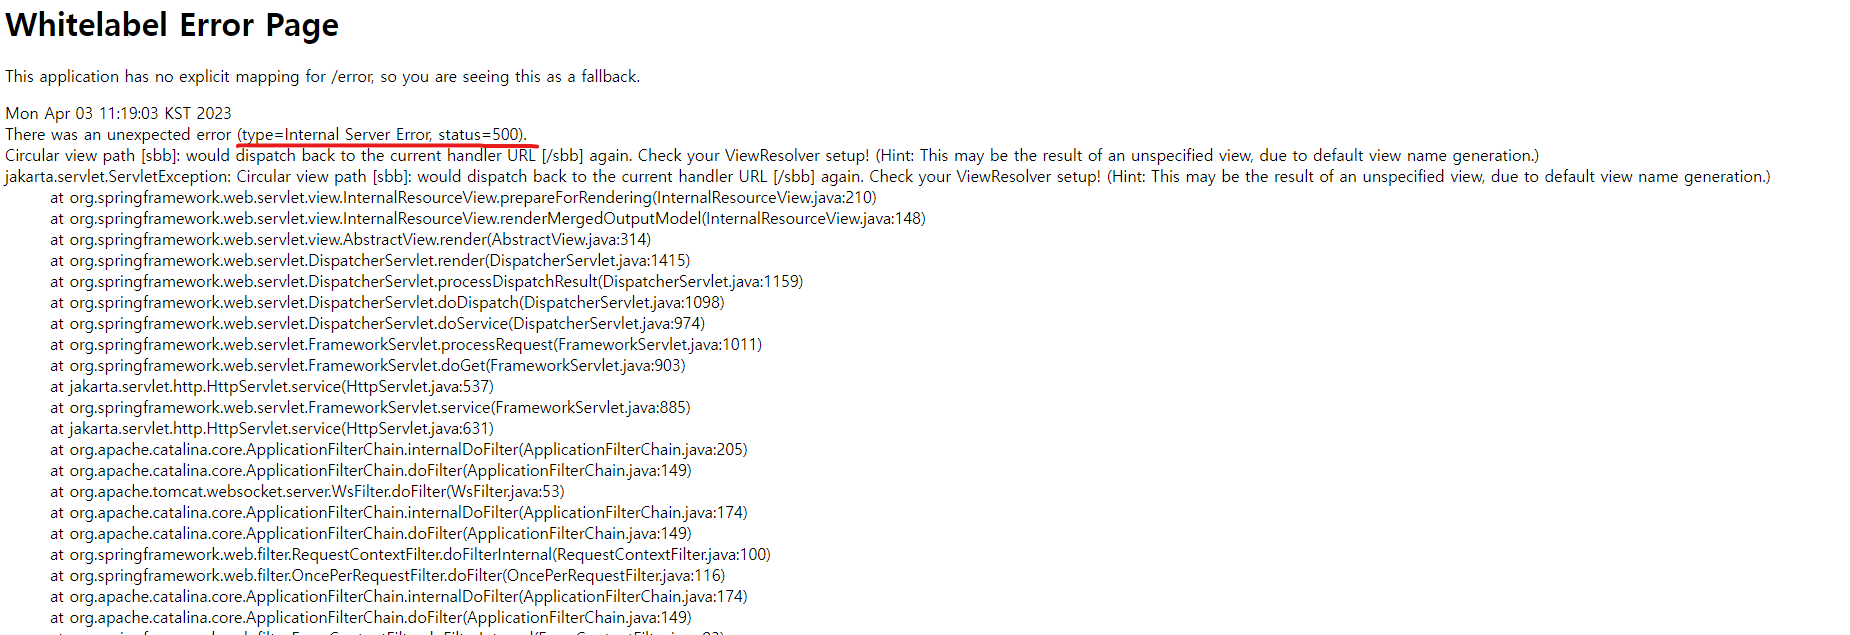 Whitelabel Error Page
This application has no explicit mapping for /error, so you are seeing this as a fallback.
Mon Apr 03 11:19:03 KST 2023
There was an unexpected error (type=Internal Server Error, status=500).
Circular view path [sbb]: would dispatch back to the current handler URL [/sbb] again. Check your ViewResolver setup! (Hint: This may be the result of an unspecified view, due to default view name generation.)
jakarta.servlet.ServletException: Circular view path [sbb]: would dispatch back to the current handler URL [/sbb] again. Check your ViewResolver setup! (Hint: This may be the result of an unspecified view, due to default view name generation.)
at org.springframework.web.servlet.view.InternalResourceView.prepareForRendering(InternalResourceView.java:210)
at org.springframework.web.servlet.view.InternalResourceView.renderMergedOutputModel(InternalResourceView.java:148)
at org.springframework.web.servlet.view.AbstractView.render(AbstractView.java:314)
at org.springframework.web.servlet.DispatcherServlet.render(DispatcherServlet.java:1415)
at org.springframework.web.servlet.DispatcherServlet.processDispatchResult(DispatcherServlet.java:1159)
at org.springframework.web.servlet.DispatcherServlet.doDispatch(DispatcherServlet.java:1098)
at org.springframework.web.servlet.DispatcherServlet.doService(DispatcherServlet.java:974)
at org.springframework.web.servlet.FrameworkServlet.processRequest(FrameworkServlet.java:1011)
at org.springframework.web.servlet.FrameworkServlet.doGet(FrameworkServlet.java:903)
at jakarta.servlet.http.HttpServlet.service(HttpServlet.java:537)
at org.springframework.web.servlet.FrameworkServlet.service(FrameworkServlet.java:885)
at jakarta.servlet.http.HttpServlet.service(HttpServlet.java:631)
at org.apache.catalina.core.ApplicationFilterChain.internalDoFilter(ApplicationFilterChain.java:205)
at org.apache.catalina.core.ApplicationFilterChain.doFilter(ApplicationFilterChain.java:149)
at org.apache.tomcat.websocket.server.WsFilter.doFilter(WsFilter.java:53)
at org.apache.catalina.core.ApplicationFilterChain.internalDoFilter(ApplicationFilterChain.java:174)
at org.apache.catalina.core.ApplicationFilterChain.doFilter(ApplicationFilterChain.java:149)
at org.springframework.web.filter.RequestContextFilter.doFilterInternal(RequestContextFilter.java:100)
at org.springframework.web.filter.OncePerRequestFilter.doFilter(OncePerRequestFilter.java:116)
at org.apache.catalina.core.ApplicationFilterChain.internalDoFilter(ApplicationFilterChain.java:174)
at org.apache.catalina.core.ApplicationFilterChain.doFilter(ApplicationFilterChain.java:149)